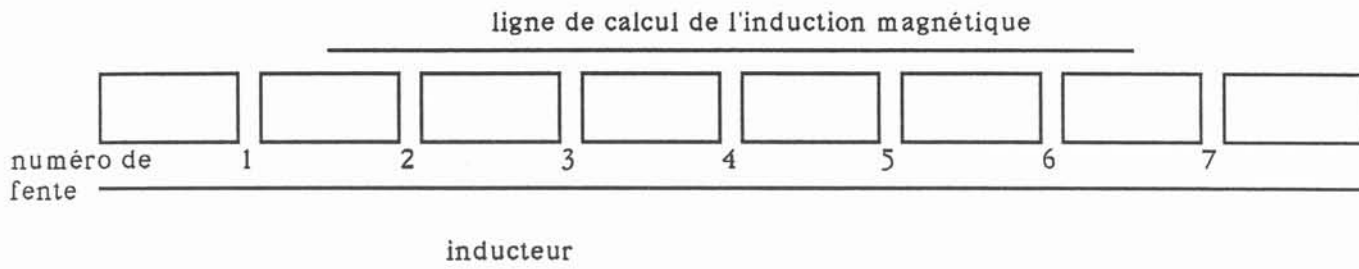 ligne de calcul de l'induction magnétique
numéro de 1 2 3 4 5 6 7
fente
inducteur